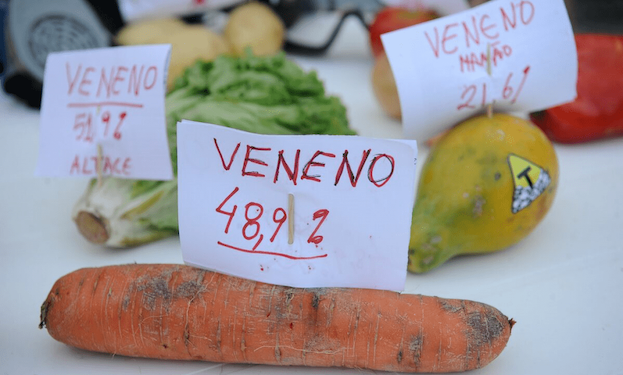 VENENO
51,9%
ALFACE
VENENO
MAMÃO
21,6%
T
VENENO
48,9%